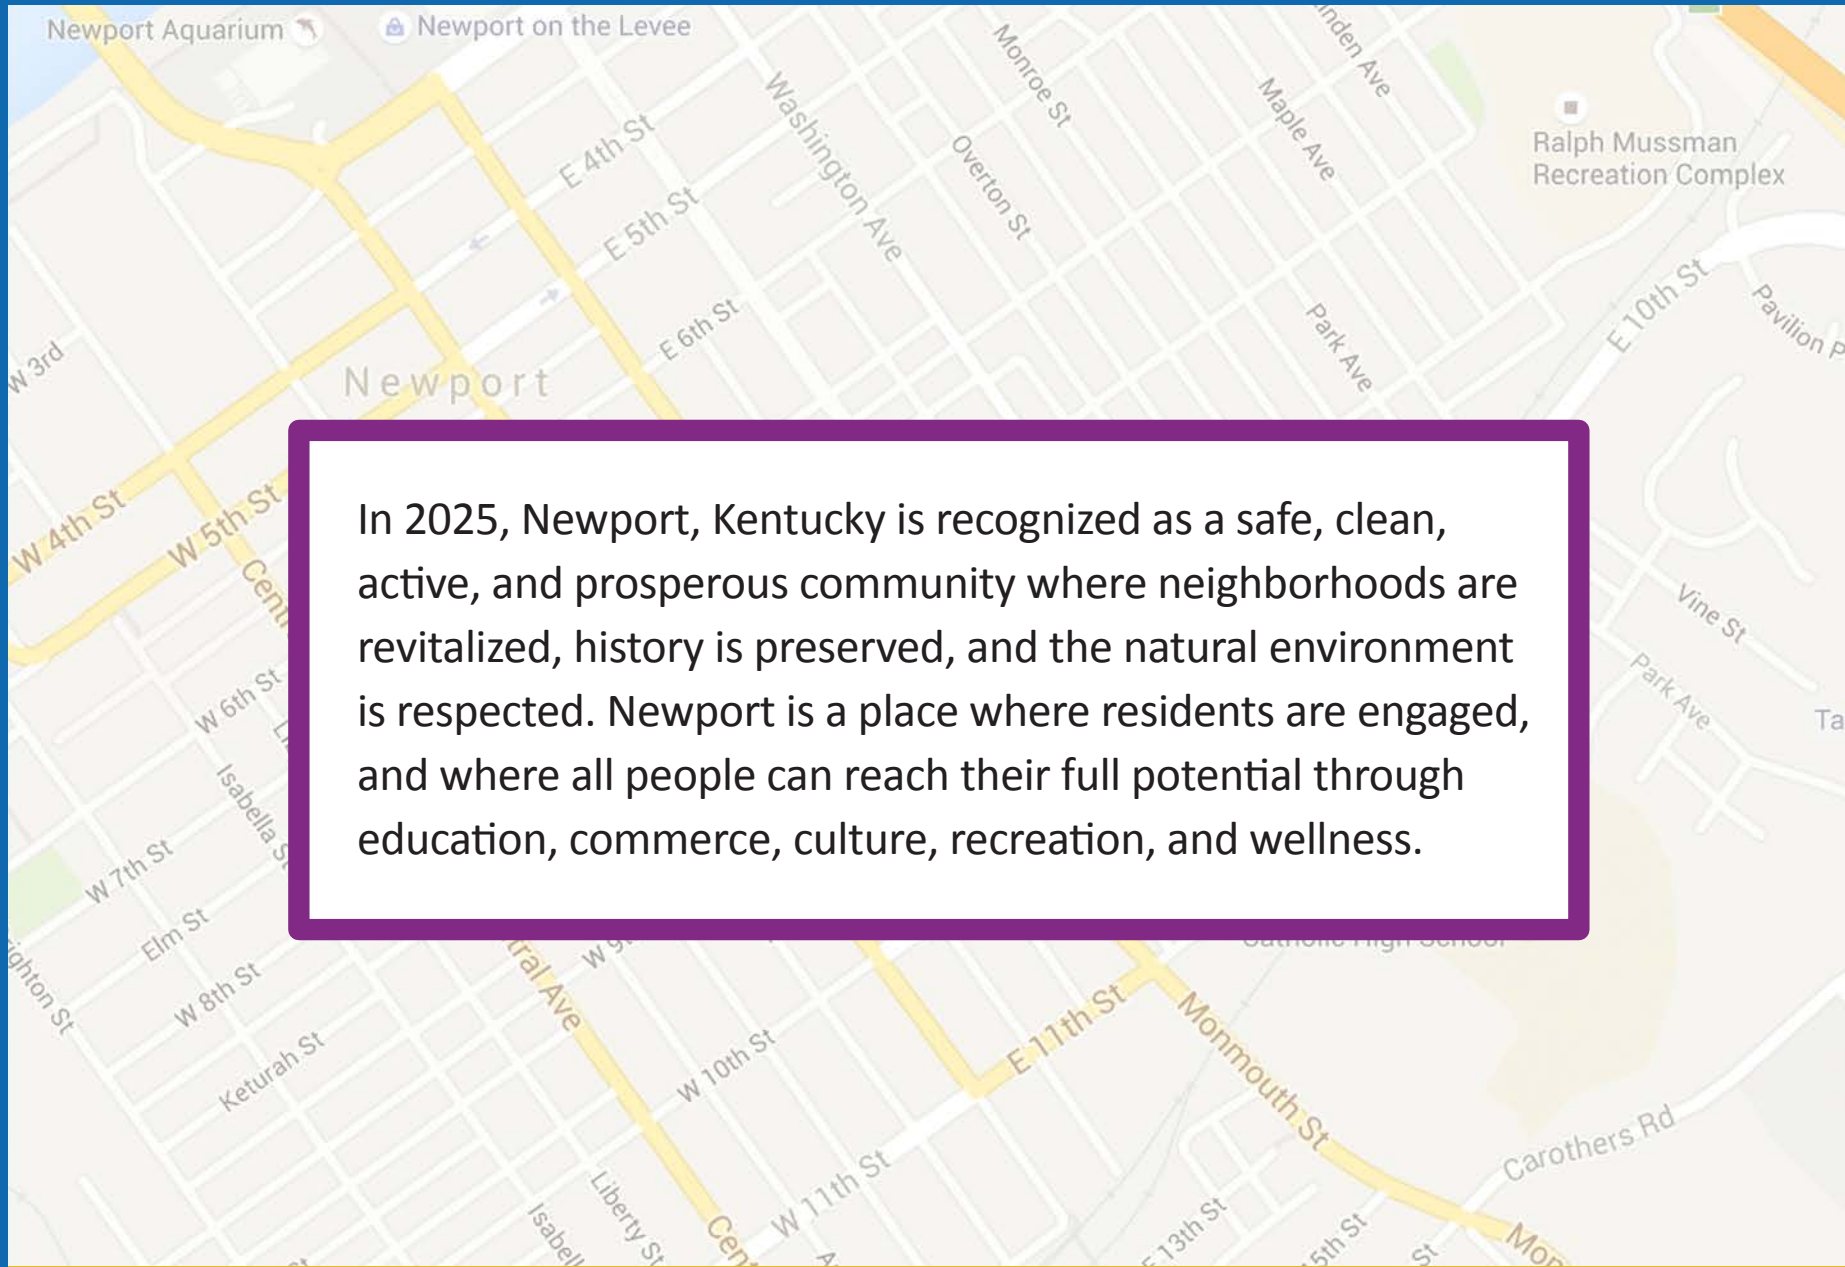 Newport Aquarium
Newport on the Levee
Monroe St
Washington Ave
Maple Ave
Overton St
Ralph Mussman
Recreation Complex
E 4th St
E 5th St
E 6th St
E 10th St
Park Ave
W 3rd
Newport
In 2025, Newport, Kentucky is recognized as a safe, clean,
active, and prosperous community where neighborhoods are
revitalized, history is preserved, and the natural environment
is respected. Newport is a place where residents are engaged,
and where all people can reach their full potential through
education, commerce, culture, recreation, and wellness.
W 4th St
W 5th St
Vine St
Park Ave
W 6th St
W 7th St
Elm St
W 8th St
Keturah St
W 10th St
E 11th St
Monmouth St
Carothers Rd
W 11th St
Liberty St
E 13th St